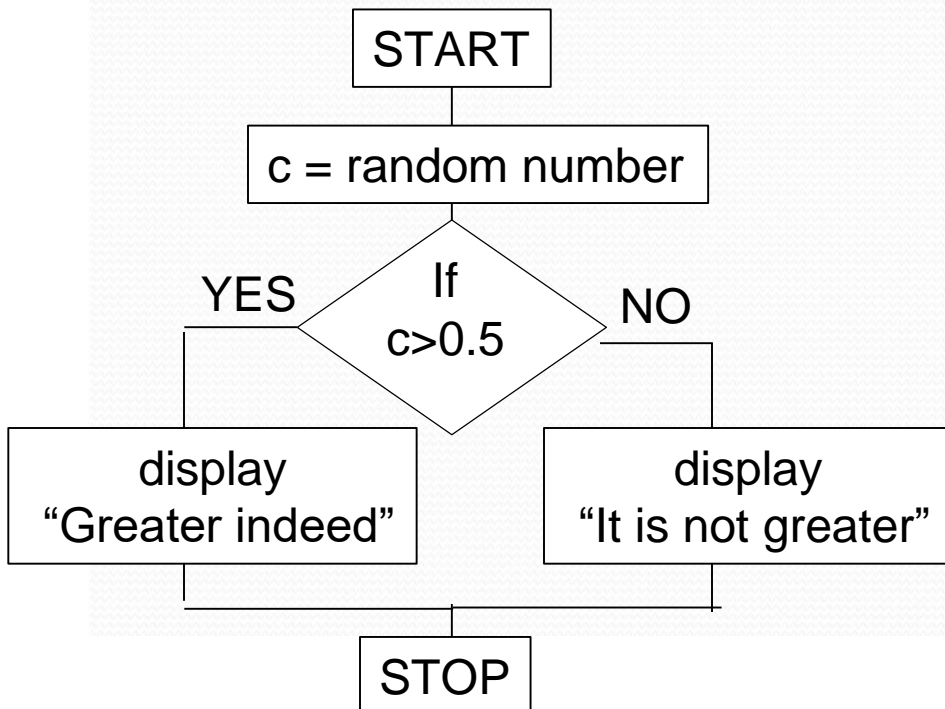 START
c = random number
If
c>0.5
YES
NO
display
“Greater indeed”
display
“It is not greater”
STOP